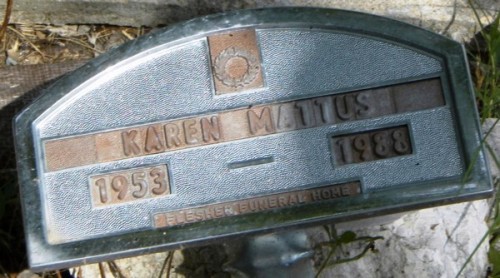 KAREN MATTUS
1953 — 1988
FLESHER FUNERAL HOME